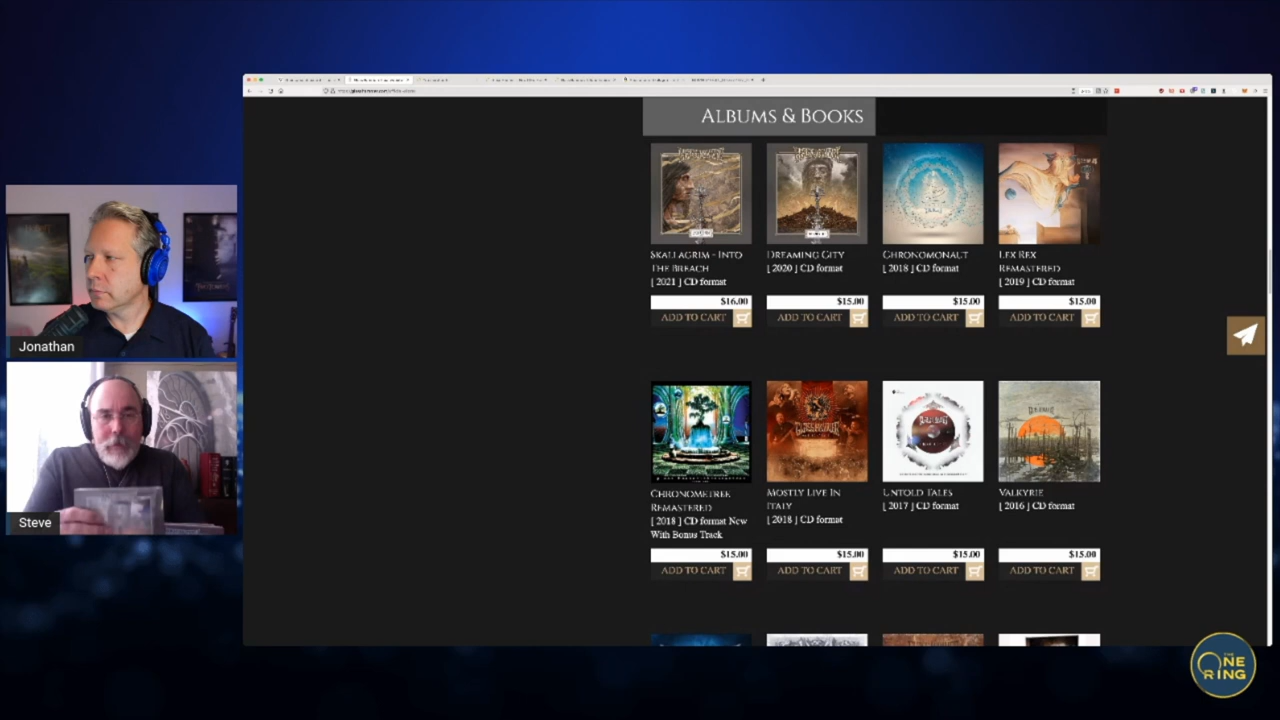 ALBUMS & BOOKS
SKALLAGRIM - INTO
THE BREACH
[ 2021 ] CD format
$16.00
ADD TO CART
DREAMING CITY
[ 2020 ] CD format
$15.00
ADD TO CART
CHRONOMONAUT
[ 2018 ] CD format
$15.00
ADD TO CART
LEX REX
REMASTERED
[ 2019 ] CD format
$15.00
ADD TO CART
Jonathan
Steve
CHRONOMETREE
REMASTERED
[ 2018 ] CD format New
With Bonus Track
$15.00
ADD TO CART
MOSTLY LIVE IN
ITALY
[ 2018 ] CD format
$15.00
ADD TO CART
UNTOLD TALES
[ 2017 ] CD format
$15.00
ADD TO CART
VALKYRIE
[ 2016 ] CD format
$15.00
ADD TO CART
THE
ONE
RING